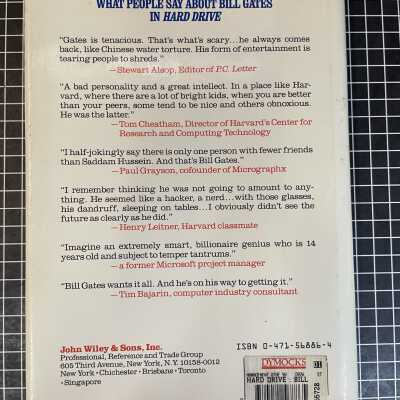 WHAT PEOPLE SAY ABOUT BILL GATES
IN HARD DRIVE
"Gates is tenacious. That's what's scary...he always comes
back, like Chinese water torture. His form of entertainment is
tearing people to shreds."
—Stewart Alsop, Editor of P.C. Letter
"A bad personality and a great intellect. In a place like Har-
vard, where there are a lot of bright kids, when you are better
than your peers, some tend to be nice and others obnoxious.
He was the latter."
—Tom Cheatham, Director of Harvard's Center for
Research and Computing Technology
"I half-jokingly say there is only one person with fewer friends
than Saddam Hussein. And that's Bill Gates."
—Paul Grayson, cofounder of Micrographx
"I remember thinking he was not going to amount to any-
thing. He seemed like a hacker, a nerd...with those glasses,
his dandruff, sleeping on tables...I obviously didn't see the
future as clearly as he did."
—Henry Leitner, Harvard classmate
"Imagine an extremely smart, billionaire genius who is 14
years old and subject to temper tantrums."
—a former Microsoft project manager
"Bill Gates wants it all. And he's on his way to getting it."
—Tim Bajarin, computer industry consultant
John Wiley & Sons, Inc.
Professional, Reference and Trade Group
605 Third Avenue, New York, N.Y. 10158-0012
New York · Chichester · Brisbane · Toronto
· Singapore
ISBN 0-471-56886-4
DYMOCKS
HARD DRIVE : BILL